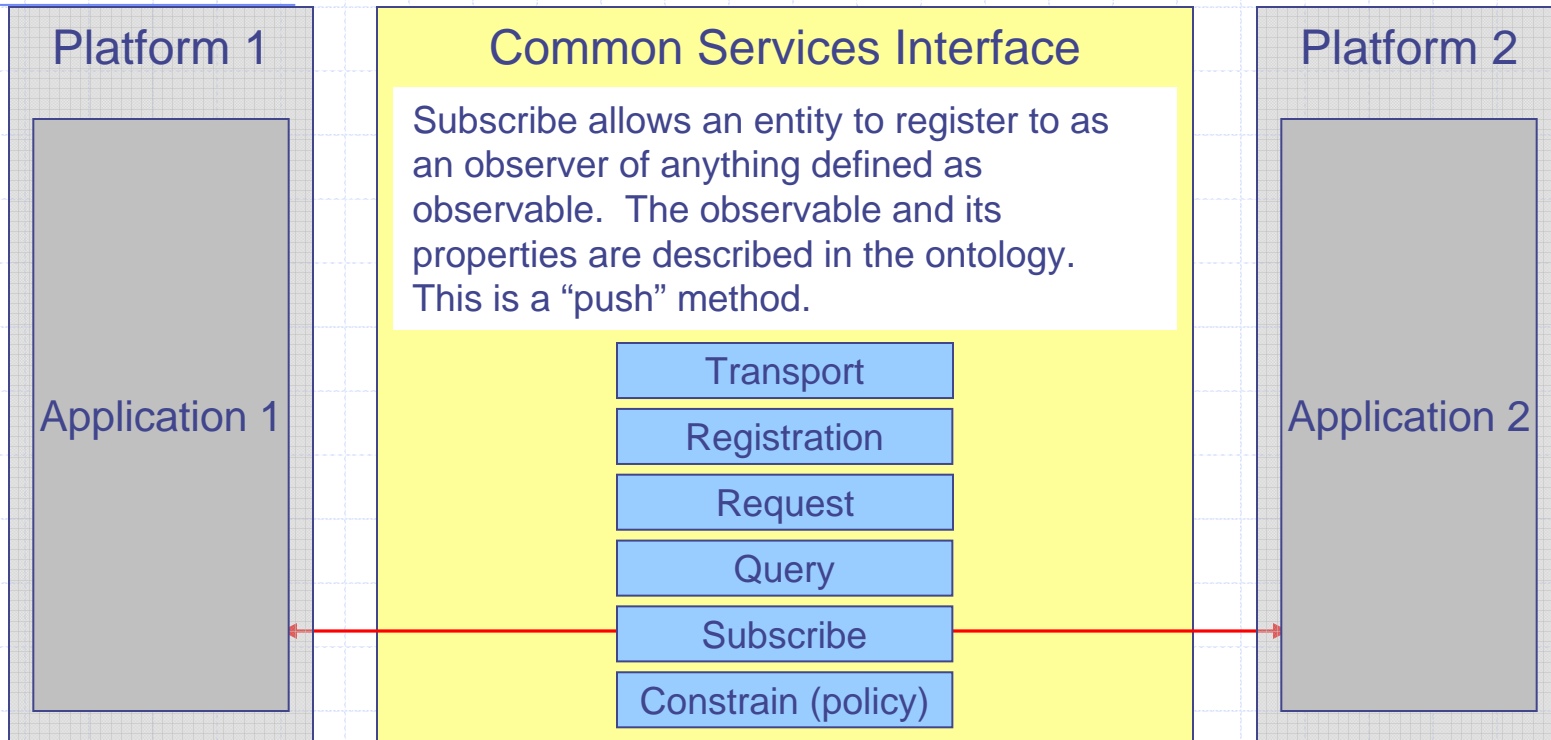 Platform 1
Common Services Interface
Platform 2
Subscribe allows an entity to register to as
an observer of anything defined as
observable.  The observable and its
properties are described in the ontology.
This is a “push” method.
Transport
Registration
Request
Query
Subscribe
Constrain (policy)
Application 1
Application 2